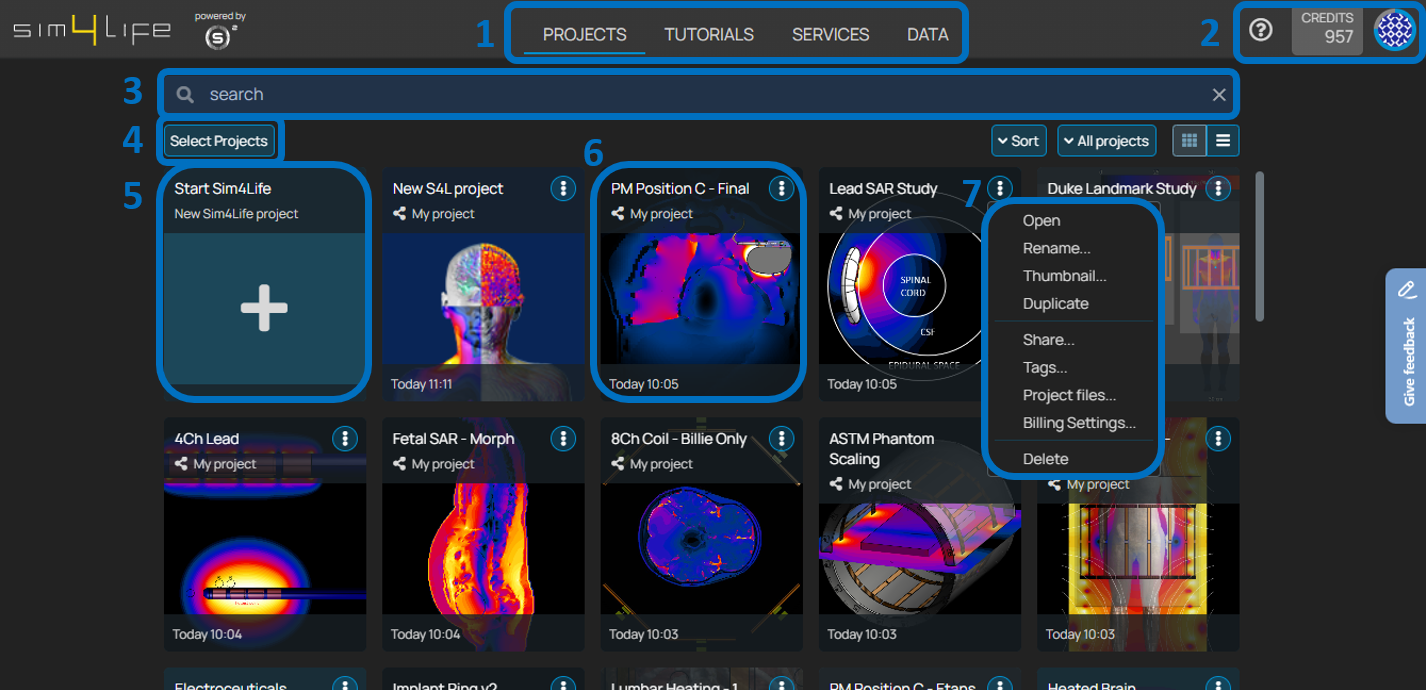 sim4Life
powered by
s 2
1
PROJECTS TUTORIALS SERVICES DATA
2
?
CREDITS
957
3
search
4
Select Projects
Sort
All projects
5
Start Sim4Life
New Sim4Life project
New S4L project
My project
Today 11:11
6
PM Position C - Final
My project
Today 10:05
Lead SAR Study
My project
SPINAL
CORD
CSF
EPIDURAL SPACE
Today 10:05
7
Duke Landmark Study
Open
Rename...
Thumbnail...
Duplicate
Share...
Tags...
Project files...
Billing Settings...
Delete
Give feedback
4Ch Lead
My project
Today 10:04
Fetal SAR - Morph
My project
Today 10:04
8Ch Coil - Billie Only
My project
Today 10:03
ASTM Phantom
Scaling
My project
Today 10:03
-
My project
Today 10:03
Electroceuticals
Implant Ring v2
Lumbar Heating - 1
PM Position C - Etans
Heated Brain